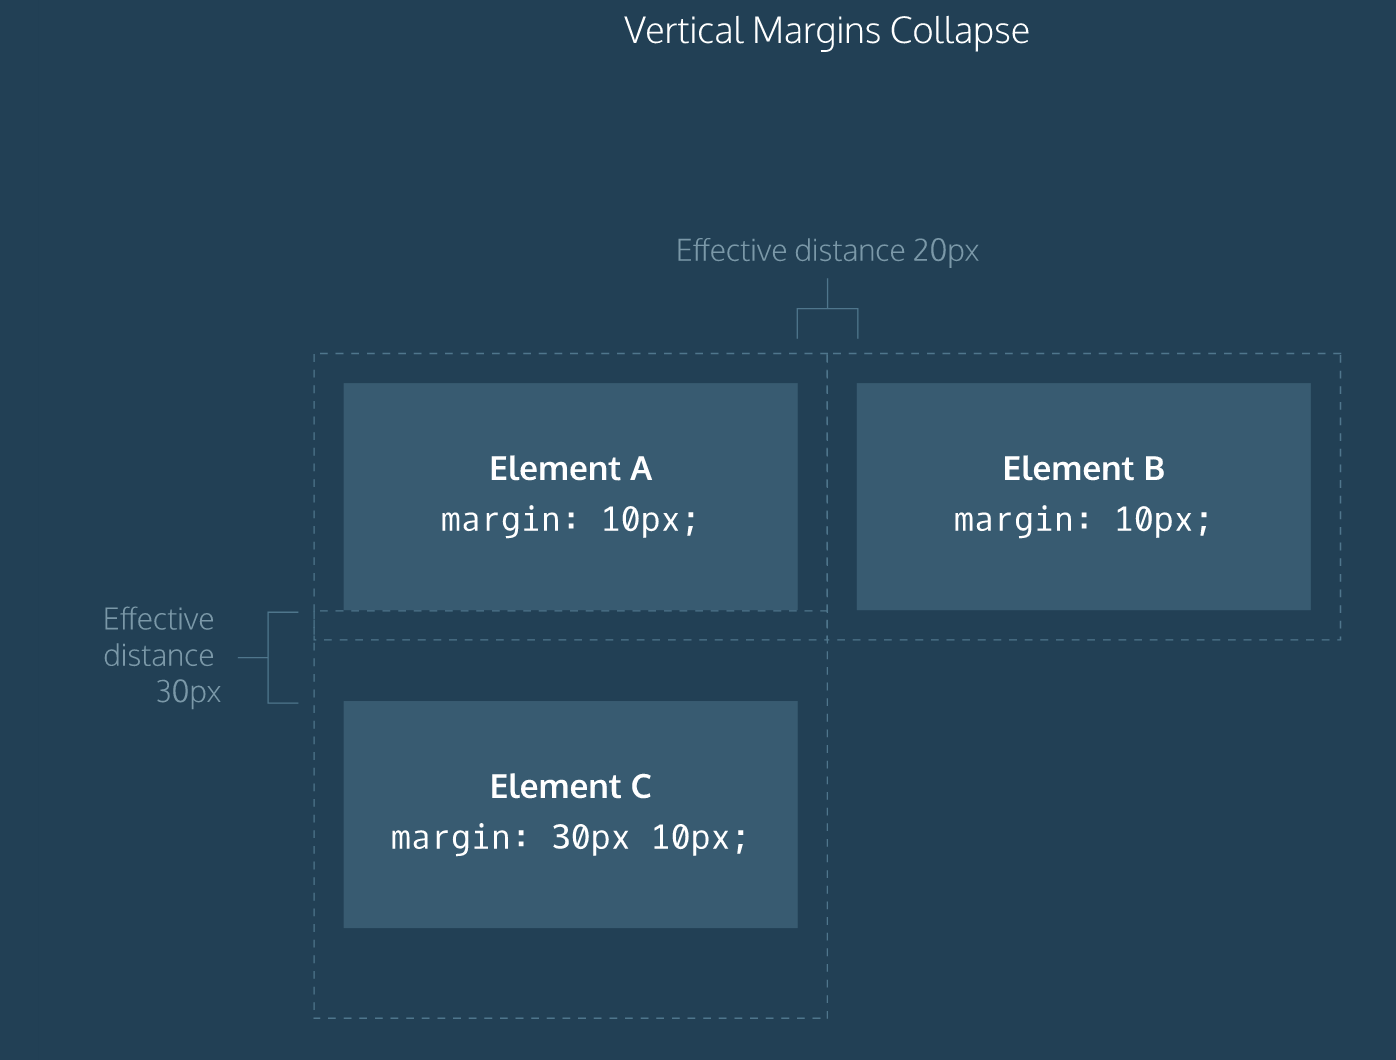 Vertical Margins Collapse
Effective distance 20px
Element A
margin: 10px;
Element B
margin: 10px;
Effective
distance
30px
Element C
margin: 30px 10px;